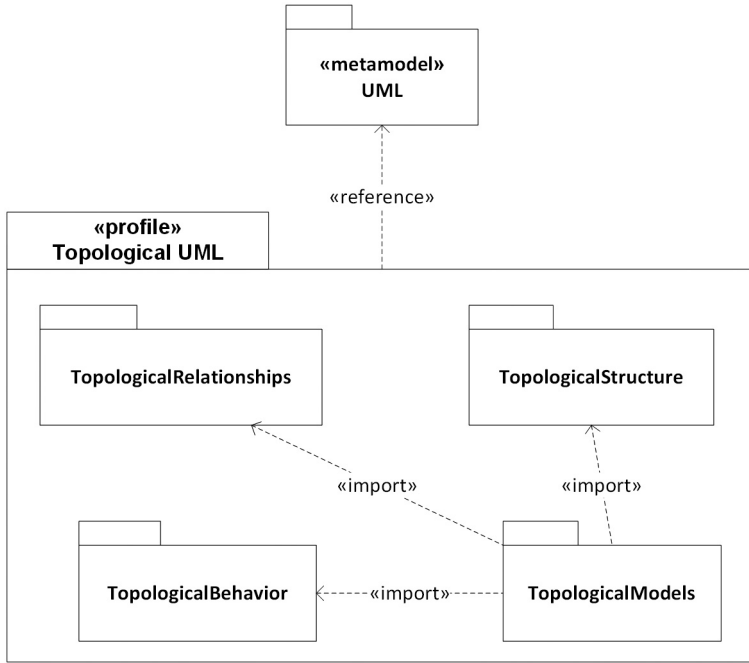 «metamodel»
UML
«reference»
«profile»
Topological UML
TopologicalRelationships
TopologicalStructure
«import»
«import»
TopologicalBehavior
«import»
TopologicalModels